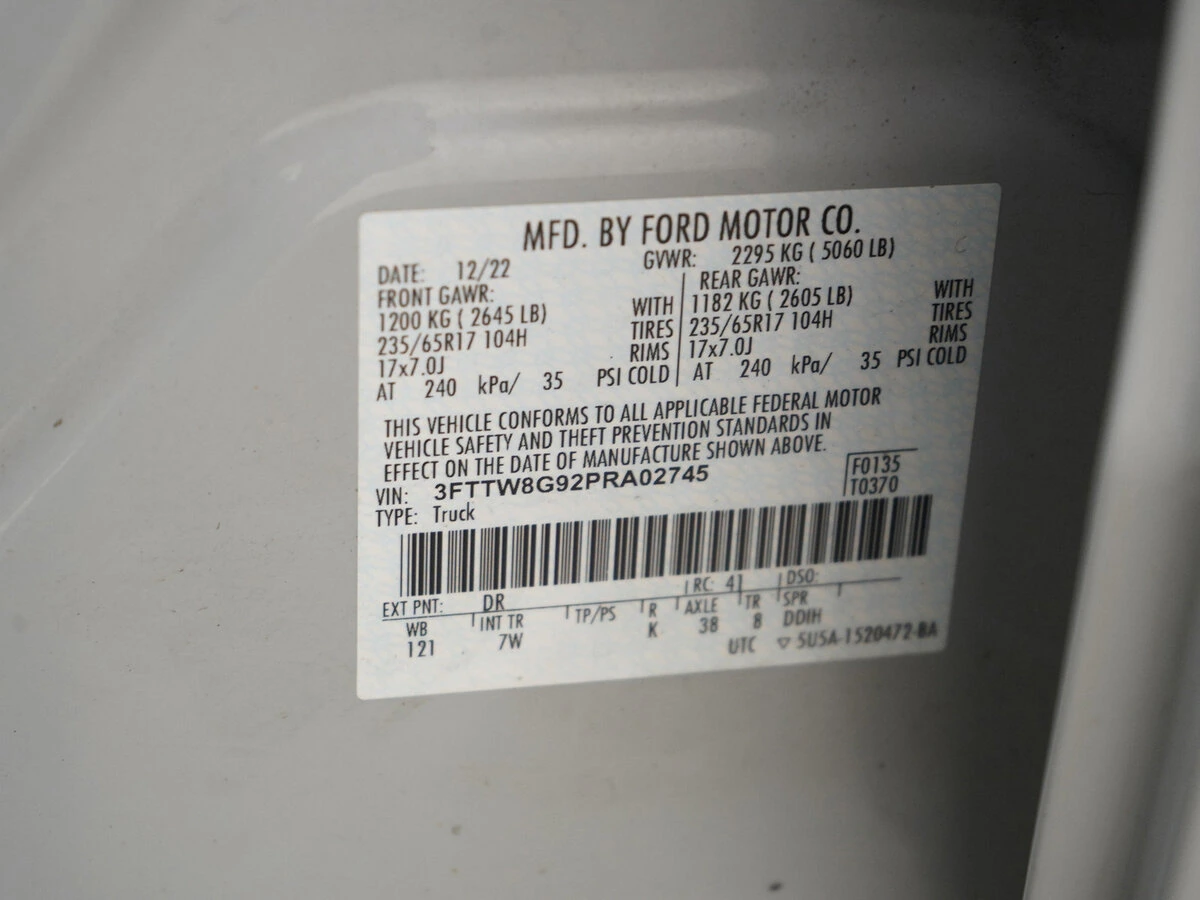 MFD. BY FORD MOTOR CO.
DATE: 12/22 GVWR: 2295 KG ( 5060 LB)
FRONT GAWR: REAR GAWR:
1200 KG ( 2645 LB) WITH 1182 KG ( 2605 LB) WITH
235/65R17 104H TIRES 235/65R17 104H TIRES
17x7.0J RIMS 17x7.0J RIMS
AT 240 kPa/ 35 PSI COLD AT 240 kPa/ 35 PSI COLD
THIS VEHICLE CONFORMS TO ALL APPLICABLE FEDERAL MOTOR
VEHICLE SAFETY AND THEFT PREVENTION STANDARDS IN
EFFECT ON THE DATE OF MANUFACTURE SHOWN ABOVE.
VIN: 3FTTW8G92PRA02745 F0135
TYPE: Truck T0370
EXT PNT: DR RC: 41 DSO:
WB INT TR TP/PS R AXLE TR SPR
121 7W K 38 8 DDIH
UTC ▽ 5U5A-1520472-BA